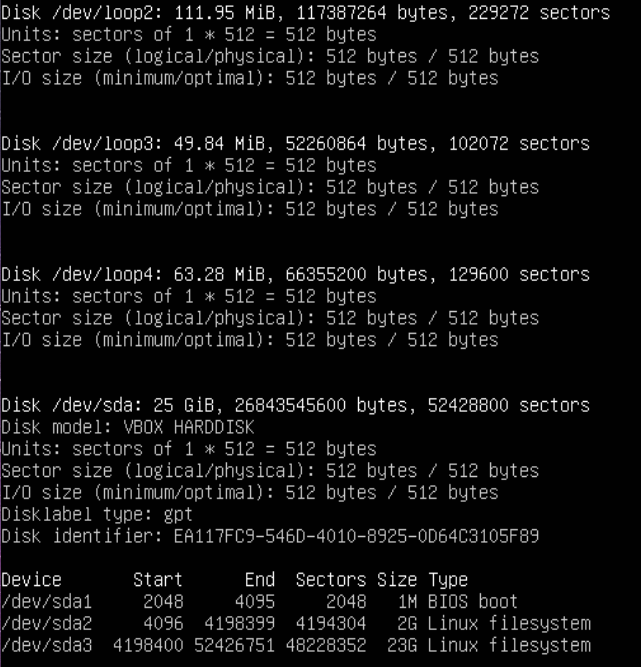 Disk /dev/loop2: 111.95 MiB, 117387264 bytes, 229272 sectors
Units: sectors of 1 * 512 = 512 bytes
Sector size (logical/physical): 512 bytes / 512 bytes
I/O size (minimum/optimal): 512 bytes / 512 bytes
Disk /dev/loop3: 49.84 MiB, 52260864 bytes, 102072 sectors
Units: sectors of 1 * 512 = 512 bytes
Sector size (logical/physical): 512 bytes / 512 bytes
I/O size (minimum/optimal): 512 bytes / 512 bytes
Disk /dev/loop4: 63.28 MiB, 66355200 bytes, 129600 sectors
Units: sectors of 1 * 512 = 512 bytes
Sector size (logical/physical): 512 bytes / 512 bytes
I/O size (minimum/optimal): 512 bytes / 512 bytes
Disk /dev/sda: 25 GiB, 26843545600 bytes, 52428800 sectors
Disk model: VBOX HARDDISK
Units: sectors of 1 * 512 = 512 bytes
Sector size (logical/physical): 512 bytes / 512 bytes
I/O size (minimum/optimal): 512 bytes / 512 bytes
Disklabel type: gpt
Disk identifier: EA117FC9-546D-4010-8925-0D64C3105F89
Device Start End Sectors Size Type
/dev/sda1 2048 4095 2048 1M BIOS boot
/dev/sda2 4096 4198399 4194304 2G Linux filesystem
/dev/sda3 4198400 52426751 48228352 23G Linux filesystem